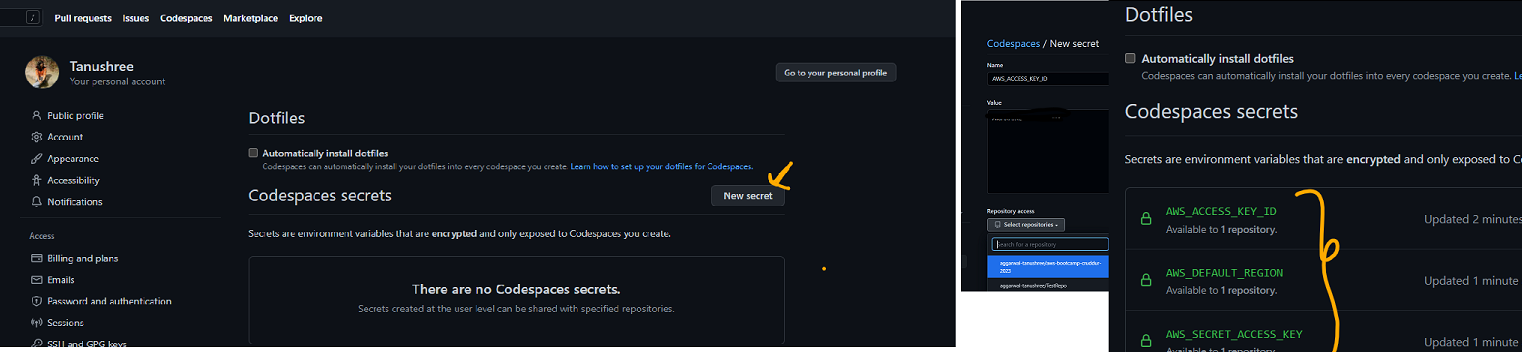 / Pull requests Issues Codespaces Marketplace Explore
Tanushree
Your personal account
Go to your personal profile
Public profile
Account
Appearance
Accessibility
Notifications
Access
Billing and plans
Emails
Password and authentication
Sessions
SSH and GPG keys
Dotfiles
Automatically install dotfiles
Codespaces can automatically install your dotfiles into every codespace you create. Learn how to set up your dotfiles for Codespaces.
Codespaces secrets
New secret
Secrets are environment variables that are encrypted and only exposed to Codespaces you create.
There are no Codespaces secrets.
Secrets created at the user level can be shared with specified repositories.
Codespaces / New secret
Name
AWS_ACCESS_KEY_ID
Value
Repository access
Select repositories
Search for a repository
aggarwal-tanushree/aws-bootcamp-cruddur-
2023
aggarwal-tanushree/TestRepo
Dotfiles
Automatically install dotfiles
Codespaces can automatically install your dotfiles into every codespace you create. Le
Codespaces secrets
Secrets are environment variables that are encrypted and only exposed to Co
AWS_ACCESS_KEY_ID
Available to 1 repository.
Updated 2 minutes
AWS_DEFAULT_REGION
Available to 1 repository.
Updated 1 minute
AWS_SECRET_ACCESS_KEY
Available to 1 repository.
Updated 1 minute